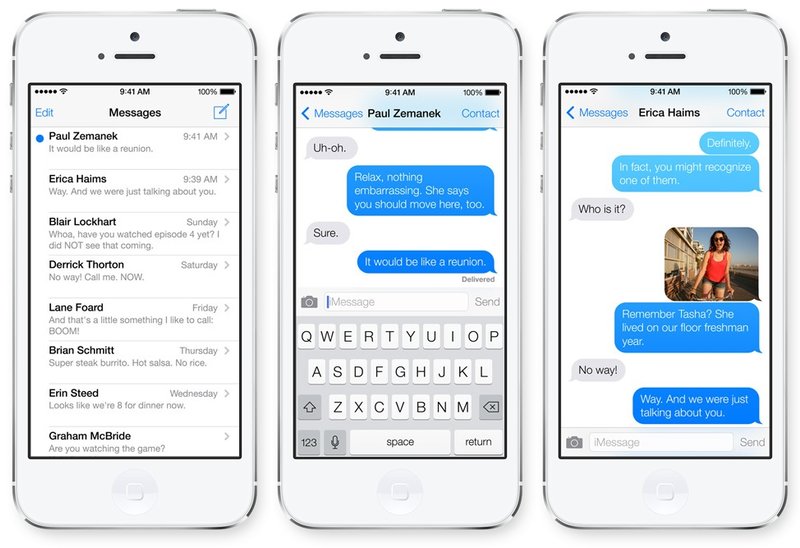 9:41 AM 100%
Edit Messages
Paul Zemanek 9:41 AM
It would be like a reunion.
Erica Haims 9:39 AM
Way. And we were just talking about you.
Blair Lockhart Sunday
Whoa, have you watched episode 4 yet? I
did NOT see that coming.
Derrick Thorton Saturday
No way! Call me. NOW.
Lane Foard Friday
And that's a little something I like to call:
BOOM!
Brian Schmitt Thursday
Super steak burrito. Hot salsa. No rice.
Erin Steed Wednesday
Looks like we're 8 for dinner now.
Graham McBride
Are you watching the game?
9:41 AM 100%
Messages Paul Zemanek Contact
Uh-oh.
Relax, nothing
embarrassing. She says
you should move here, too.
Sure.
It would be like a reunion.
Delivered
iMessage Send
Q W E R T Y U I O P
A S D F G H J K L
Z X C V B N M
123 space return
9:41 AM 100%
Messages Erica Haims Contact
Definitely.
In fact, you might recognize
one of them.
Who is it?
Remember Tasha? She
lived on our floor freshman
year.
No way!
Way. And we were just
talking about you.
iMessage Send